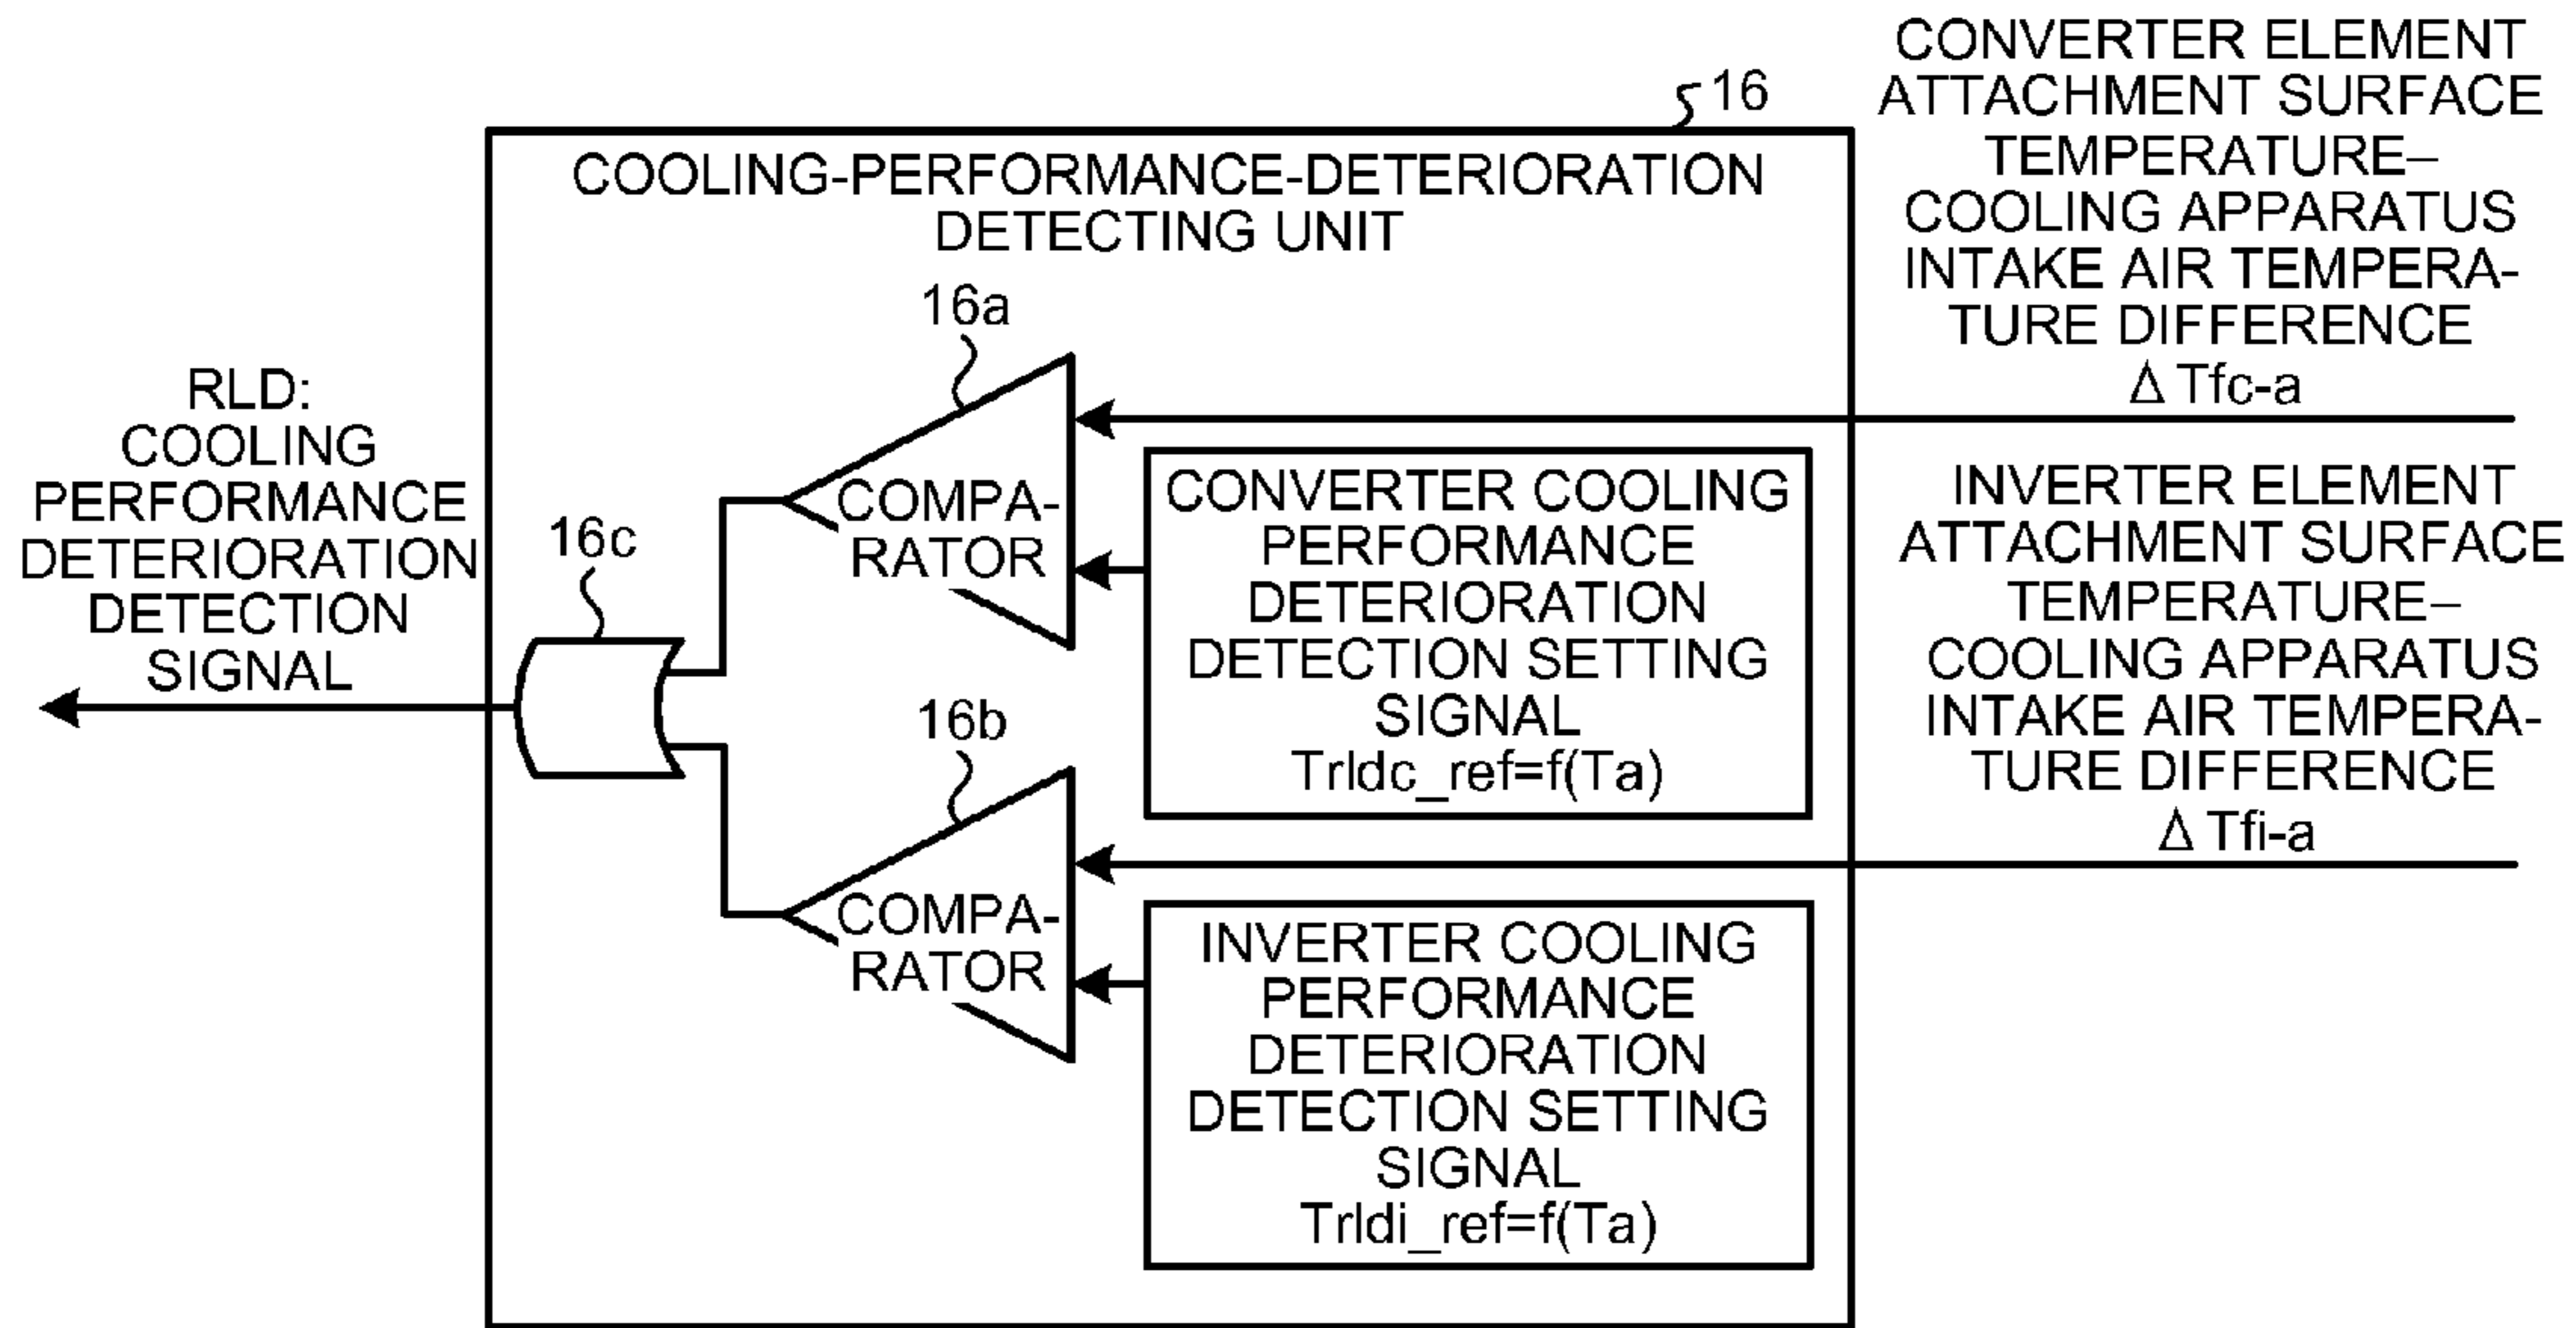 16
COOLING-PERFORMANCE-DETERIORATION
DETECTING UNIT
CONVERTER ELEMENT
ATTACHMENT SURFACE
TEMPERATURE–
COOLING APPARATUS
INTAKE AIR TEMPERA-
TURE DIFFERENCE
Δ Tfc-a
16a
COMPA-
RATOR
CONVERTER COOLING
PERFORMANCE
DETERIORATION
DETECTION SETTING
SIGNAL
Trldc_ref=f(Ta)
RLD:
COOLING
PERFORMANCE
DETERIORATION
DETECTION
SIGNAL
16c
INVERTER ELEMENT
ATTACHMENT SURFACE
TEMPERATURE–
COOLING APPARATUS
INTAKE AIR TEMPERA-
TURE DIFFERENCE
Δ Tfi-a
16b
COMPA-
RATOR
INVERTER COOLING
PERFORMANCE
DETERIORATION
DETECTION SETTING
SIGNAL
Trldi_ref=f(Ta)